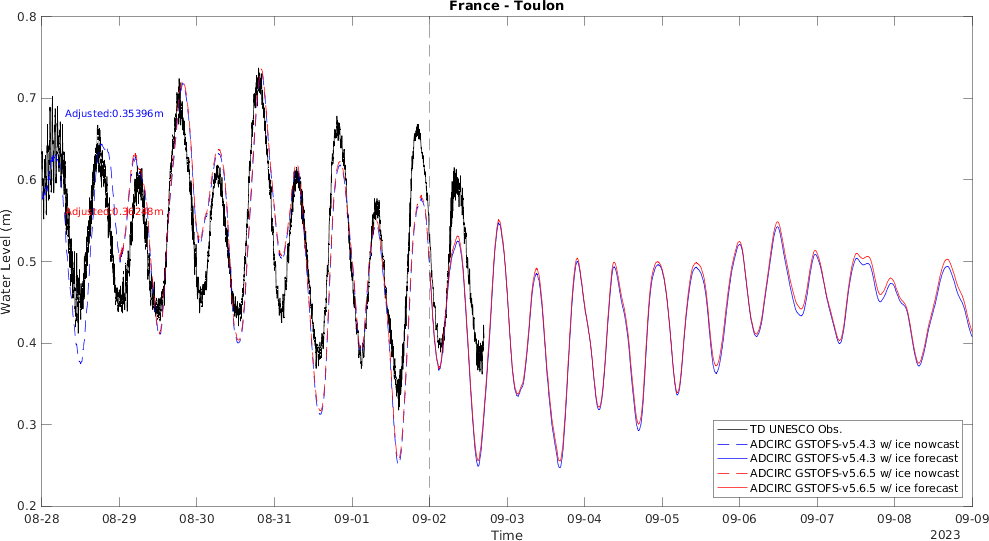 France - Toulon
0.8
0.7
0.6
0.5
0.4
0.3
0.2
Water Level (m)
Adjusted:0.35396m
Adjusted:0.36238m
TD UNESCO Obs.
ADCIRC GSTOFS-v5.4.3 w/ ice nowcast
ADCIRC GSTOFS-v5.4.3 w/ ice forecast
ADCIRC GSTOFS-v5.6.5 w/ ice nowcast
ADCIRC GSTOFS-v5.6.5 w/ ice forecast
08-28 08-29 08-30 08-31 09-01 09-02 09-03 09-04 09-05 09-06 09-07 09-08 09-09
Time
2023